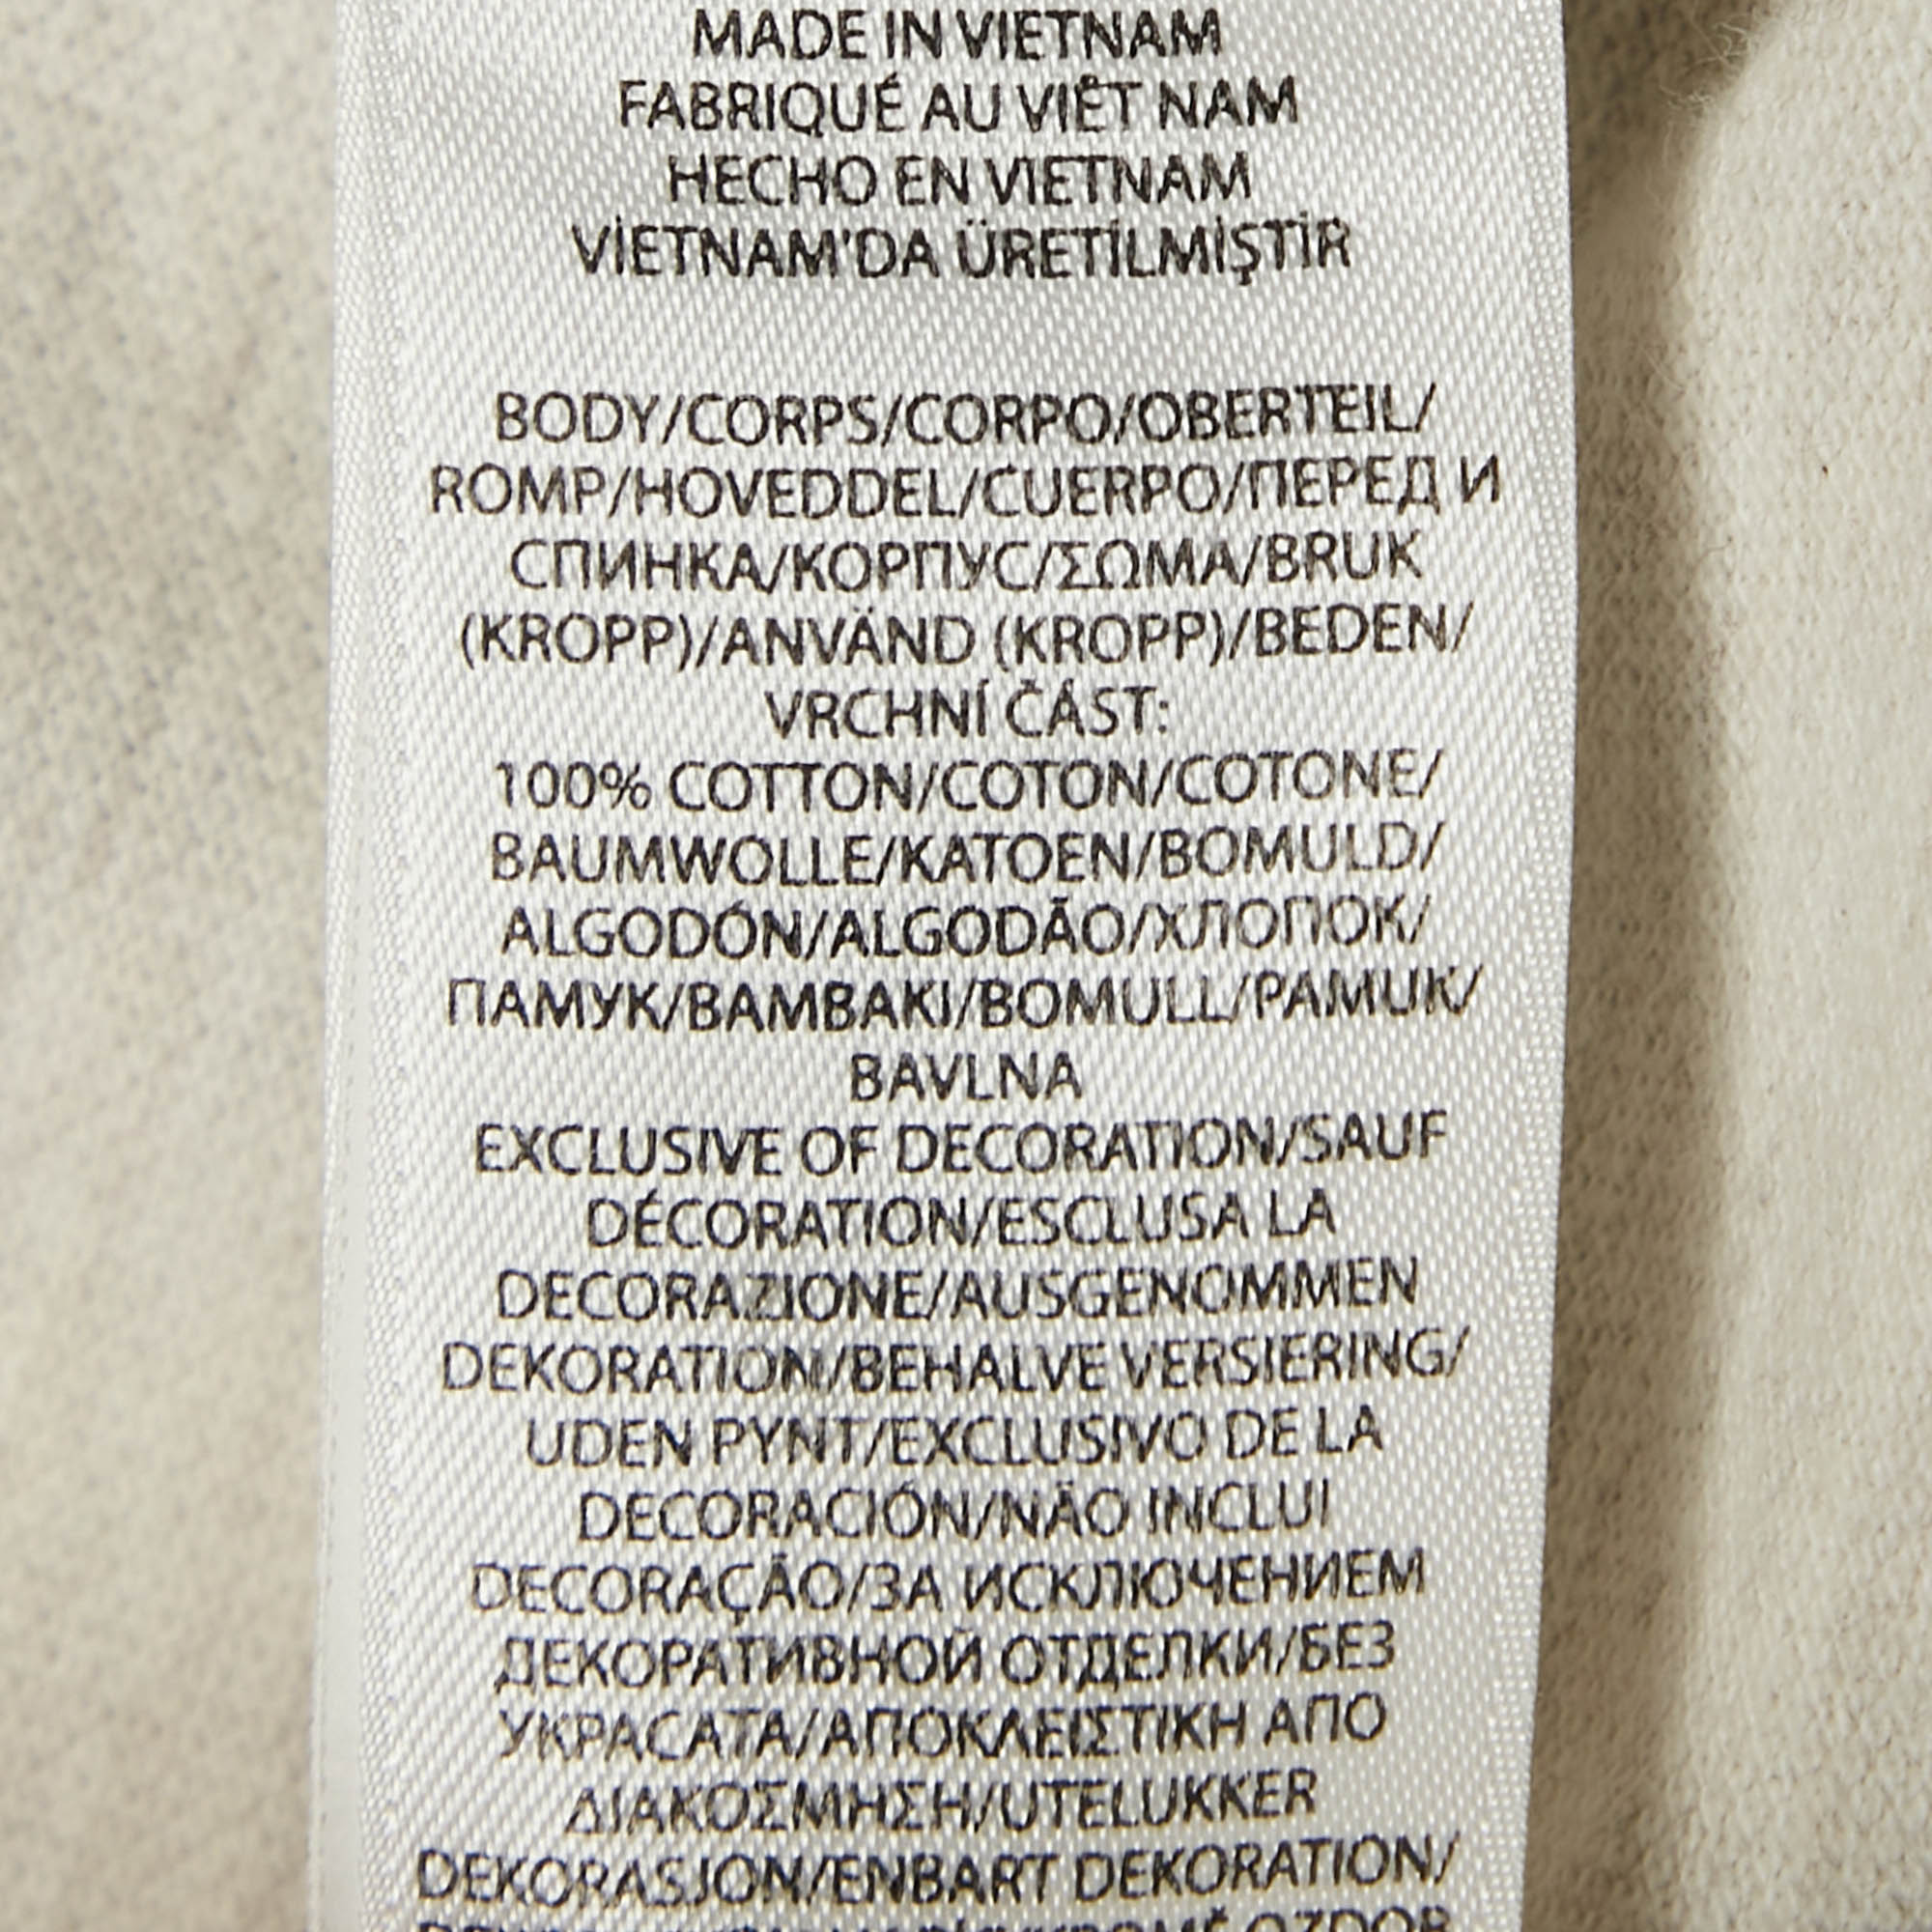 MADE IN VIETNAM
FABRIQUÉ AU VIÊT NAM
HECHO EN VIETNAM
VİETNAM'DA ÜRETİLMİŞTİR
BODY/CORPS/CORPO/OBERTEIL/
ROMP/HOVEDDEL/CUERPO/ПЕРЕД И
СПИНКА/КОРПУС/ΣΩΜΑ/BRUK
(KROPP)/ANVÄND (KROPP)/BEDEN/
VRCHNÍ ČÁST:
100% COTTON/COTON/COTONE/
BAUMWOLLE/KATOEN/BOMULD/
ALGODÓN/ALGODÃO/ХЛОПОК/
ПАМУК/ΒΑΜΒΑΚΙ/BOMULL/PAMUK/
BAVLNA
EXCLUSIVE OF DECORATION/SAUF
DÉCORATION/ESCLUSA LA
DECORAZIONE/AUSGENOMMEN
DEKORATION/BEHALVE VERSIERING/
UDEN PYNT/EXCLUSIVO DE LA
DECORACIÓN/NÃO INCLUI
DECORAÇÃO/ЗА ИСКЛЮЧЕНИЕМ
ДЕКОРАТИВНОЙ ОТДЕЛКИ/БЕЗ
УКРАСАТА/ΑΠΟΚΛΕΙΣΤΙΚΗ ΑΠΟ
ΔΙΑΚΟΣΜΗΣΗ/UTELUKKER
DEKORASJON/ENBART DEKORATION/
OZDOB